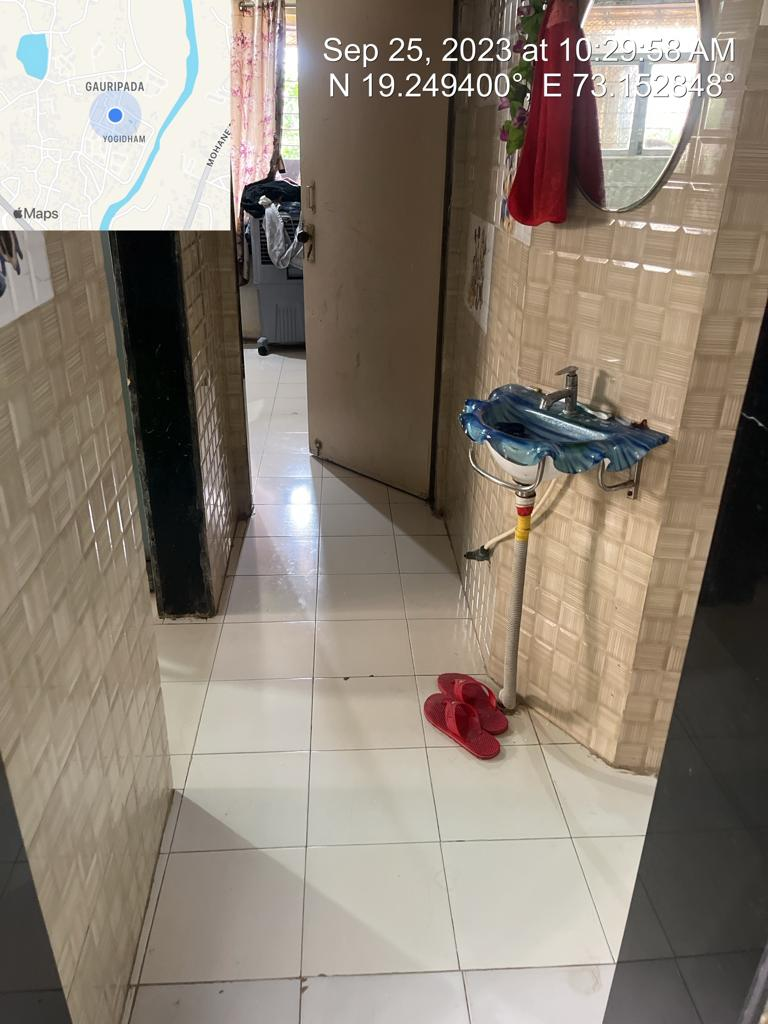 Sep 25, 2023 at 10:29:58 AM
N 19.249400° E 73.152848°
GAURIPADA
YOGIDHAM
MOHANE
Maps